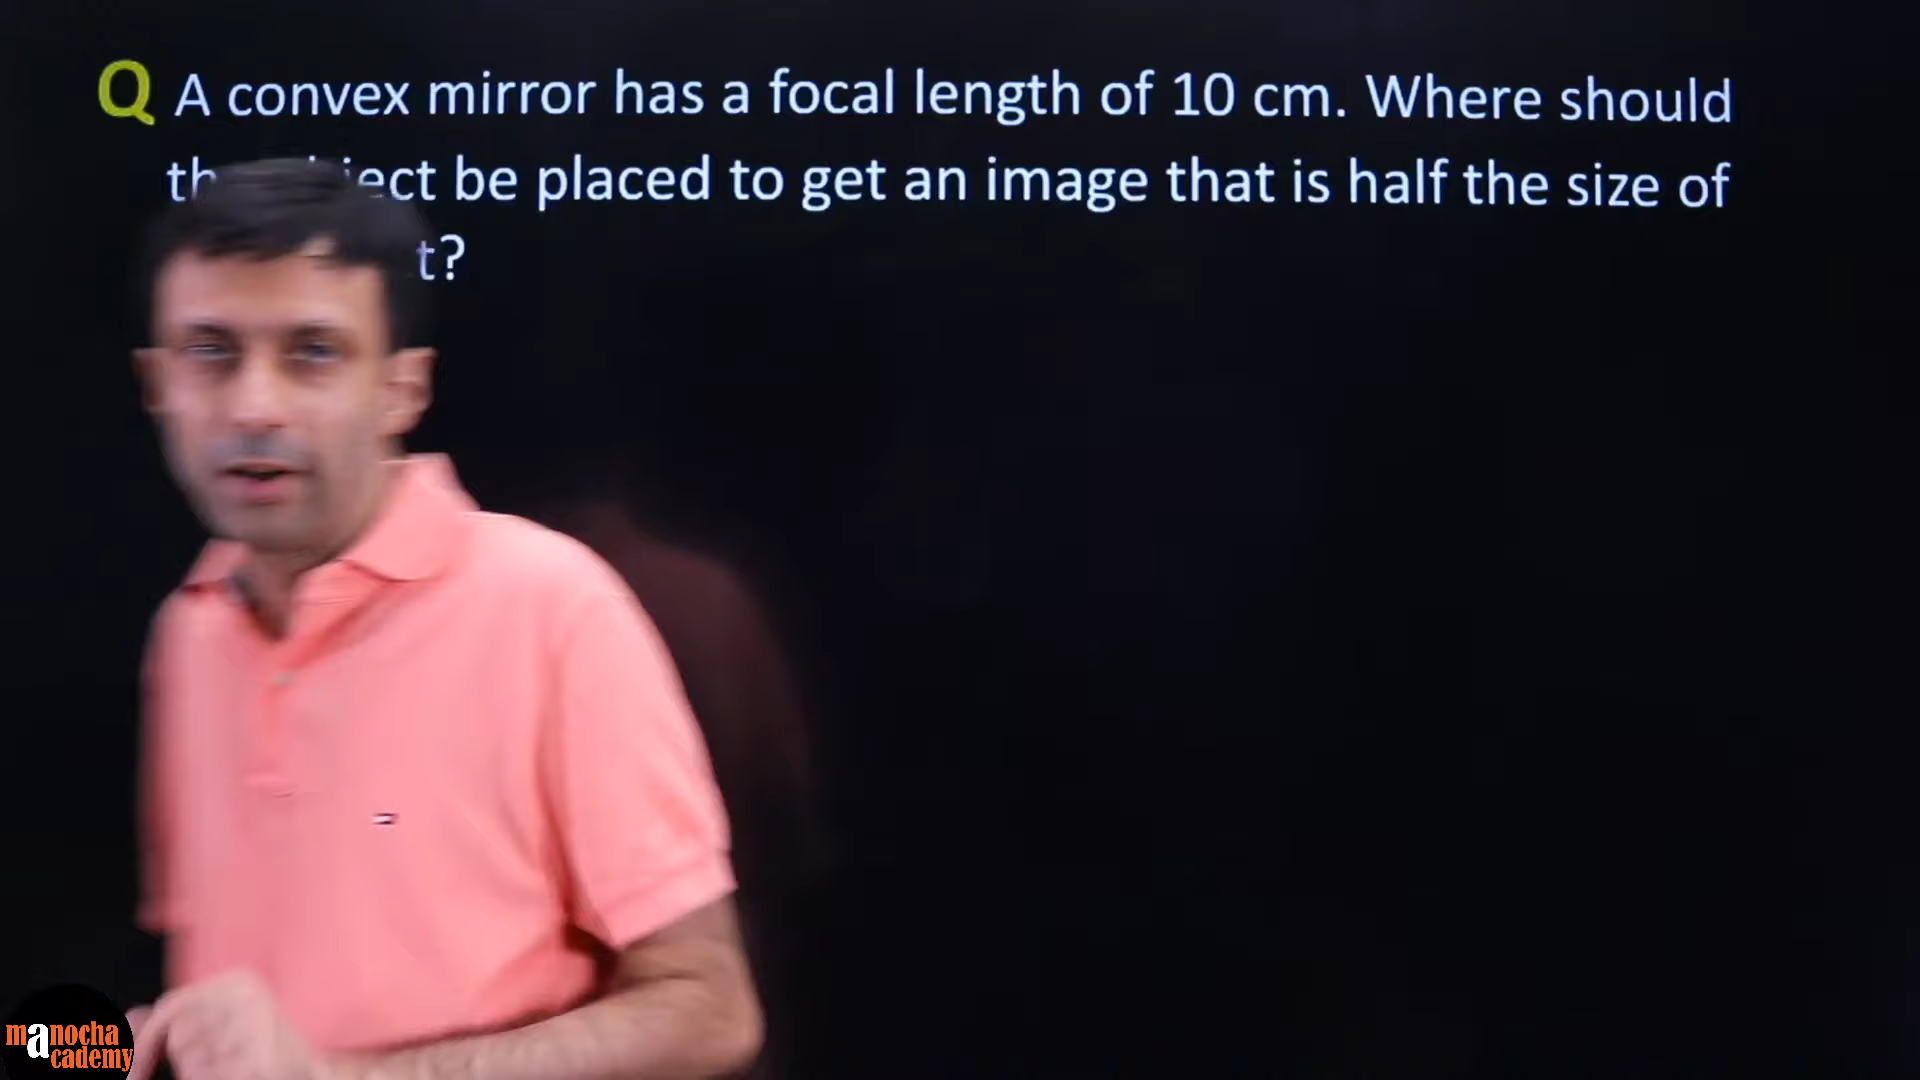 Q A convex mirror has a focal length of 10 cm. Where should
be placed to get an image that is half the size of
manocha
academy